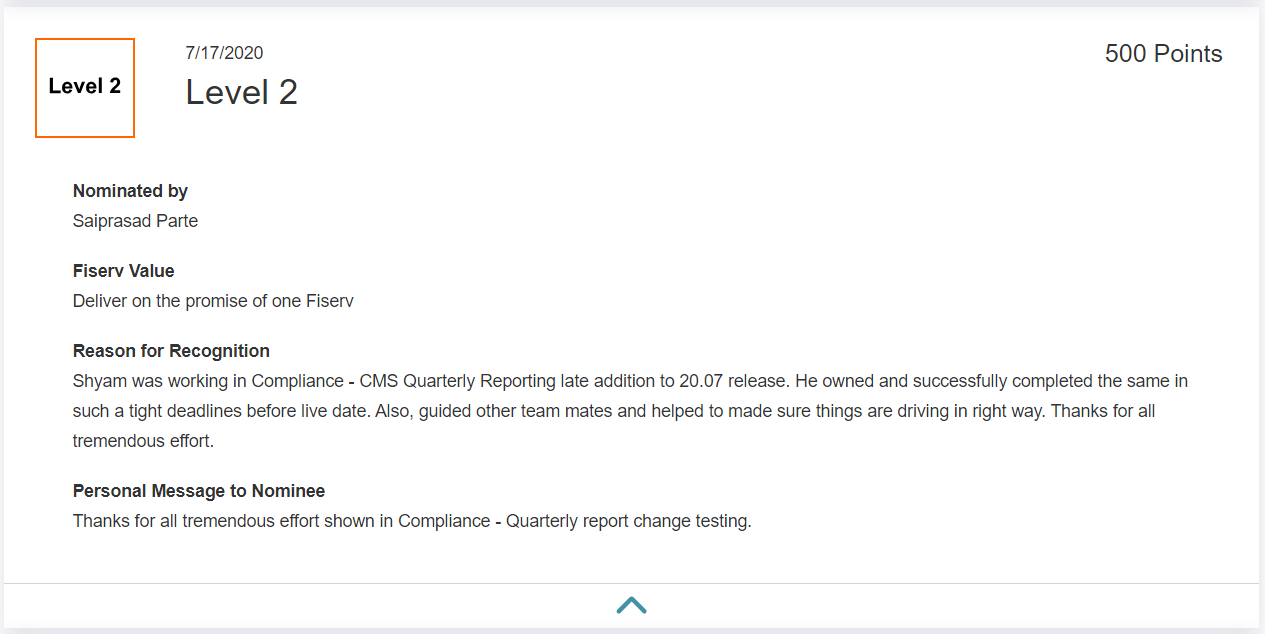 Level 2
7/17/2020
Level 2
500 Points
Nominated by
Saiprasad Parte
Fiserv Value
Deliver on the promise of one Fiserv
Reason for Recognition
Shyam was working in Compliance - CMS Quarterly Reporting late addition to 20.07 release. He owned and successfully completed the same in
such a tight deadlines before live date. Also, guided other team mates and helped to made sure things are driving in right way. Thanks for all
tremendous effort.
Personal Message to Nominee
Thanks for all tremendous effort shown in Compliance - Quarterly report change testing.